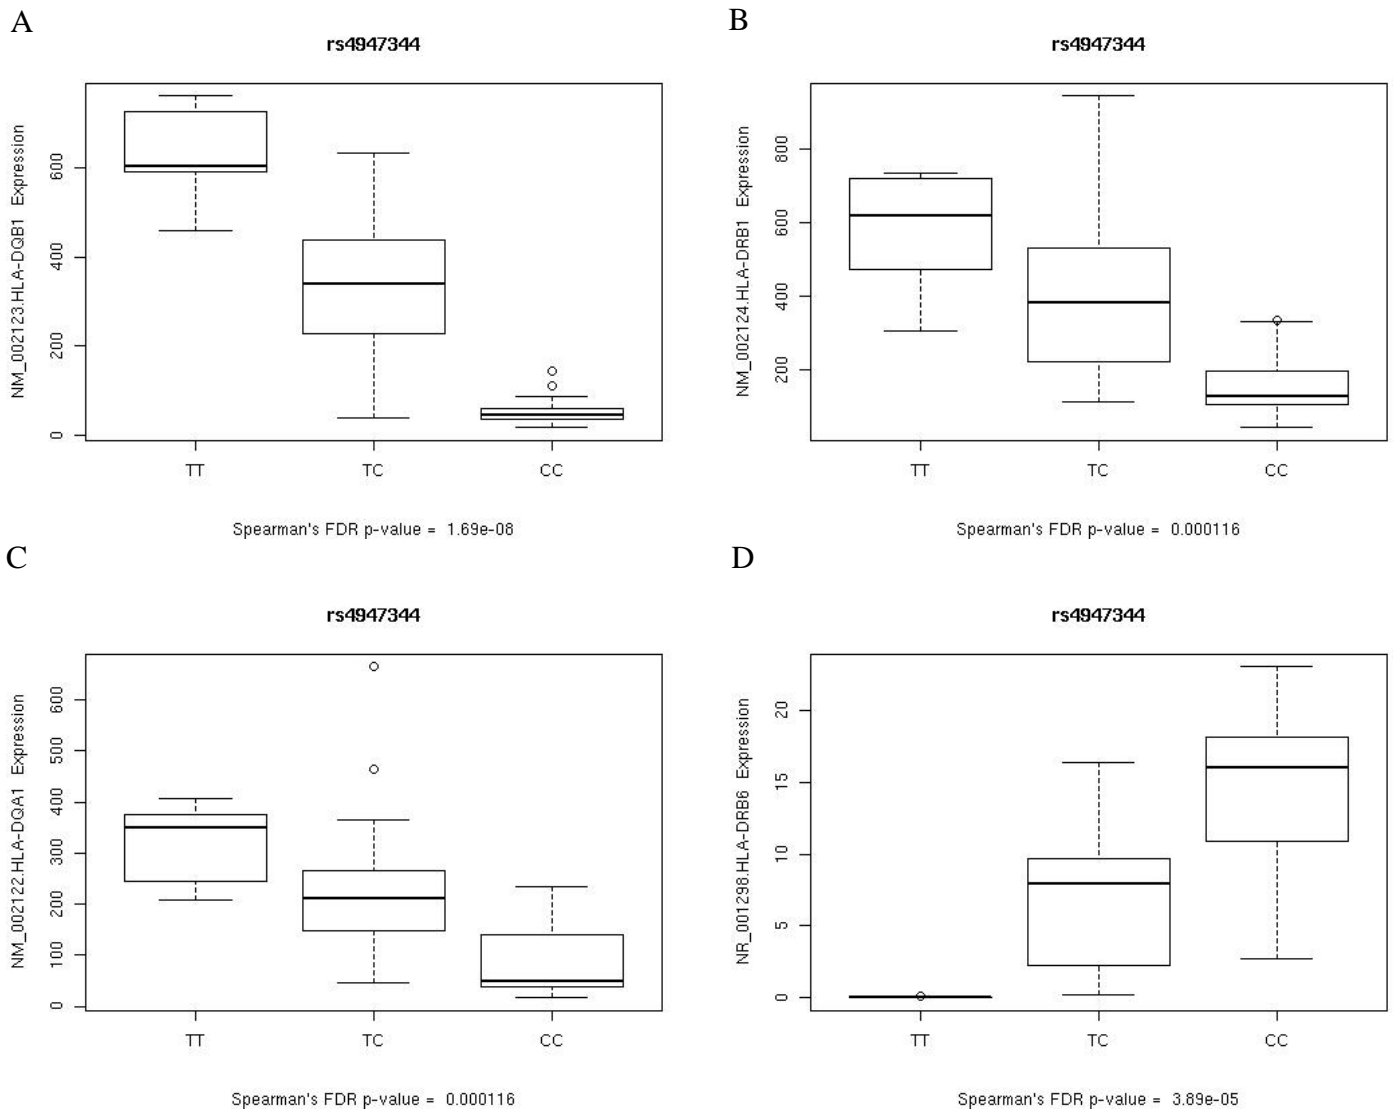 A
rs4947344
NM_002123.HLA-DQB1 Expression
0 200 400 600
TT TC CC
Spearman's FDR p-value = 1.69e-08
B
rs4947344
NM_002124.HLA-DRB1 Expression
200 400 600 800
TT TC CC
Spearman's FDR p-value = 0.000116
C
rs4947344
NM_002122.HLA-DQA1 Expression
0 100 200 300 400 500 600
TT TC CC
Spearman's FDR p-value = 0.000116
D
rs4947344
NR_001298.HLA-DRB6 Expression
0 5 10 15 20
TT TC CC
Spearman's FDR p-value = 3.89e-05